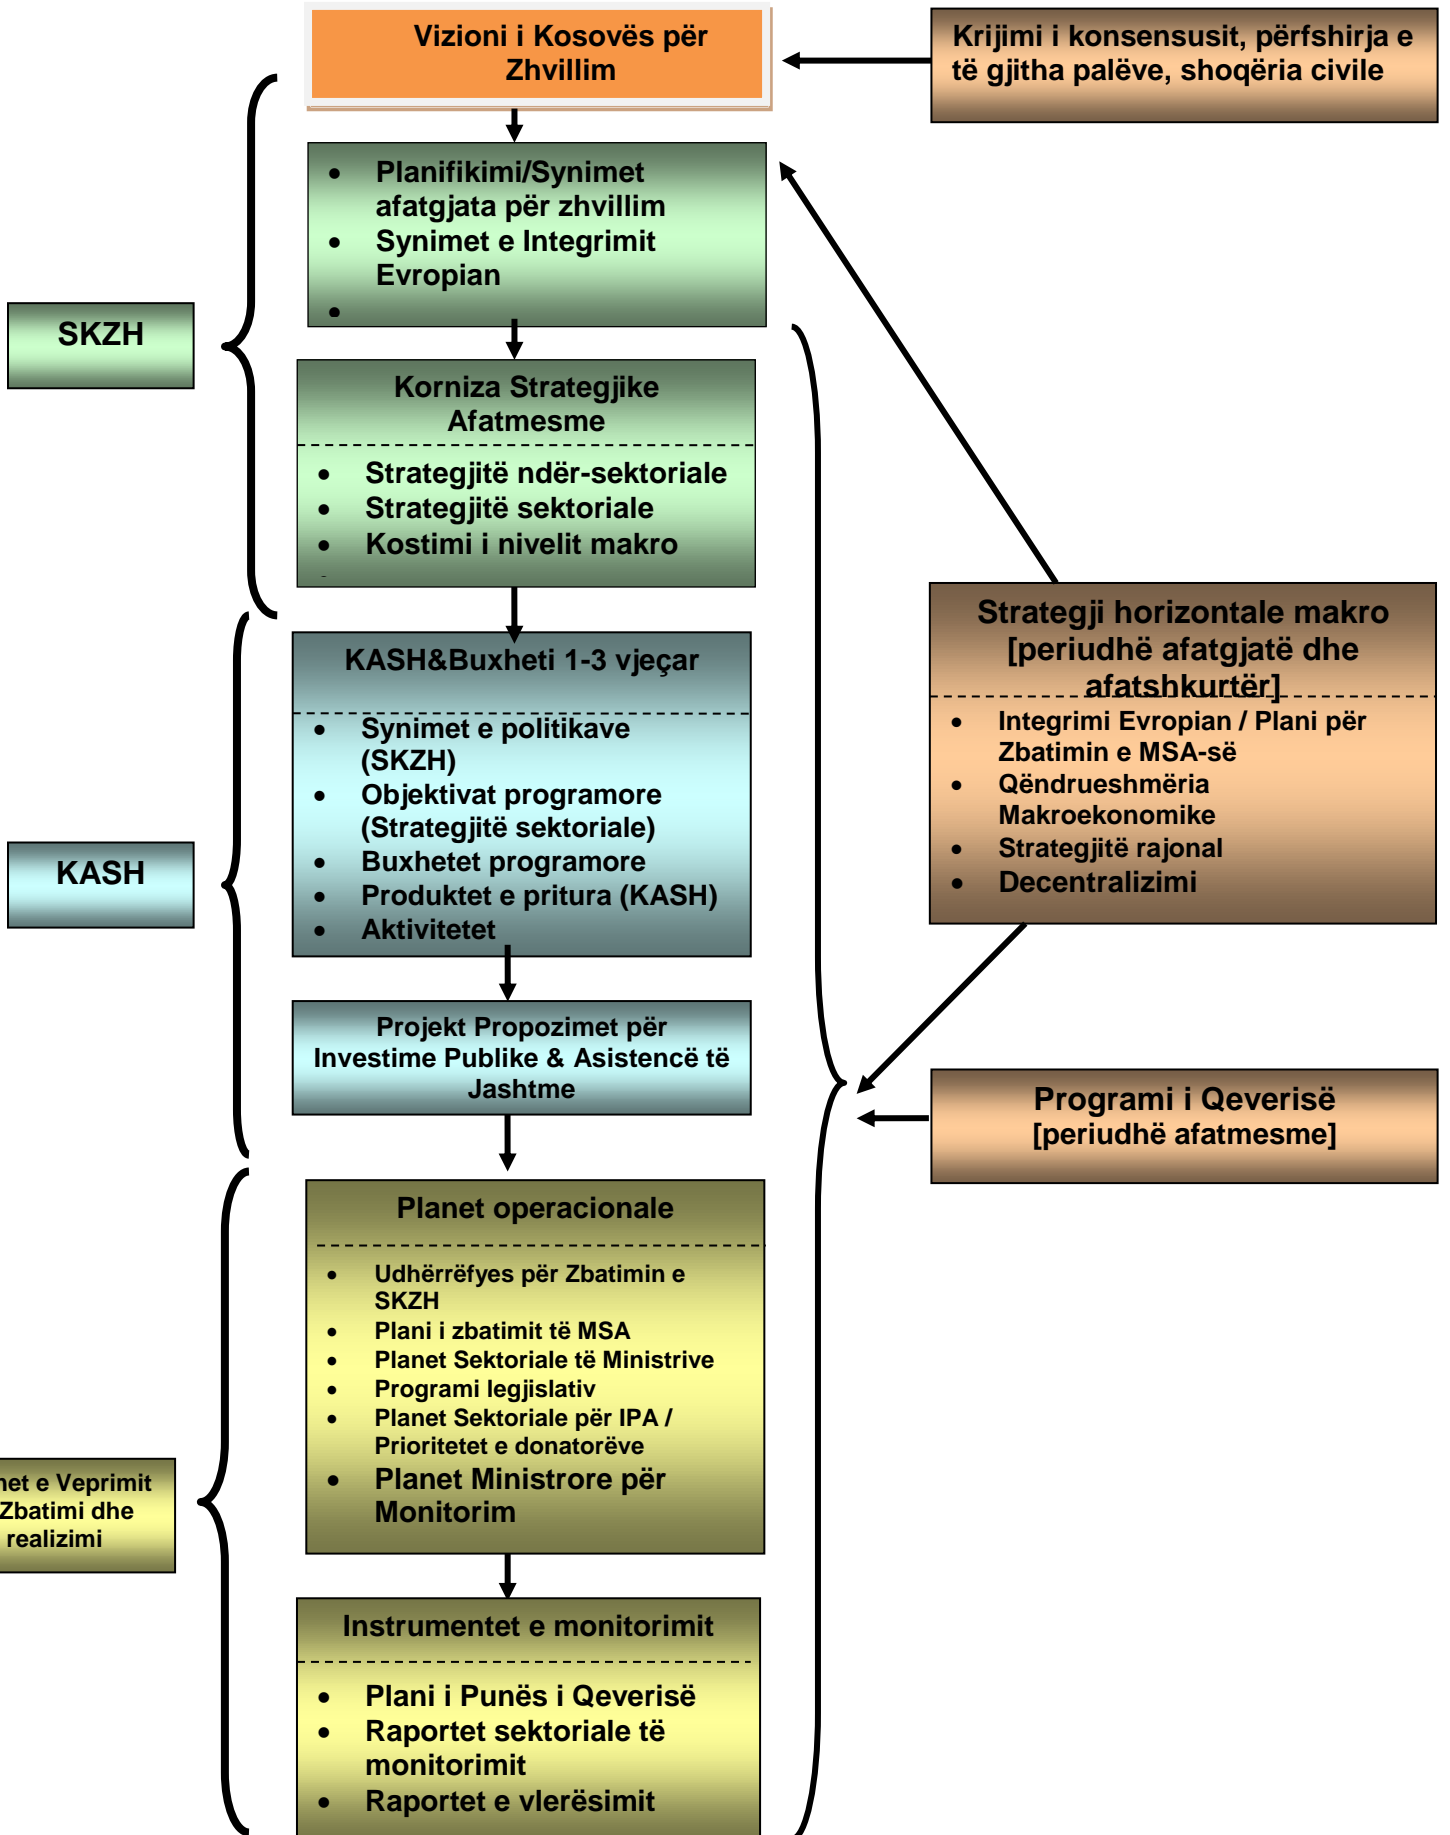 Vizioni i Kosovës për
Zhvillim
Krijimi i konsensusit, përfshirja e
të gjitha palëve, shoqëria civile
• Planifikimi/Synimet
afatgjata për zhvillim
• Synimet e Integrimit
Evropian
•
SKZH
Korniza Strategjike
Afatmesme
• Strategjitë ndër-sektoriale
• Strategjitë sektoriale
• Kostimi i nivelit makro
KASH&Buxheti 1-3 vjeçar
• Synimet e politikave
(SKZH)
• Objektivat programore
(Strategjitë sektoriale)
• Buxhetet programore
• Produktet e pritura (KASH)
• Aktivitetet
KASH
Strategji horizontale makro
[periudhë afatgjatë dhe
afatshkurtër]
• Integrimi Evropian / Plani për
Zbatimin e MSA-së
• Qëndrueshmëria
Makroekonomike
• Strategjitë rajonal
• Decentralizimi
Projekt Propozimet për
Investime Publike & Asistencë të
Jashtme
Programi i Qeverisë
[periudhë afatmesme]
Planet operacionale
• Udhërrëfyes për Zbatimin e
SKZH
• Plani i zbatimit të MSA
• Planet Sektoriale të Ministrive
• Programi legjislativ
• Planet Sektoriale për IPA /
Prioritetet e donatorëve
• Planet Ministrore për
Monitorim
net e Veprimit
Zbatimi dhe
realizimi
Instrumentet e monitorimit
• Plani i Punës i Qeverisë
• Raportet sektoriale të
monitorimit
• Raportet e vlerësimit